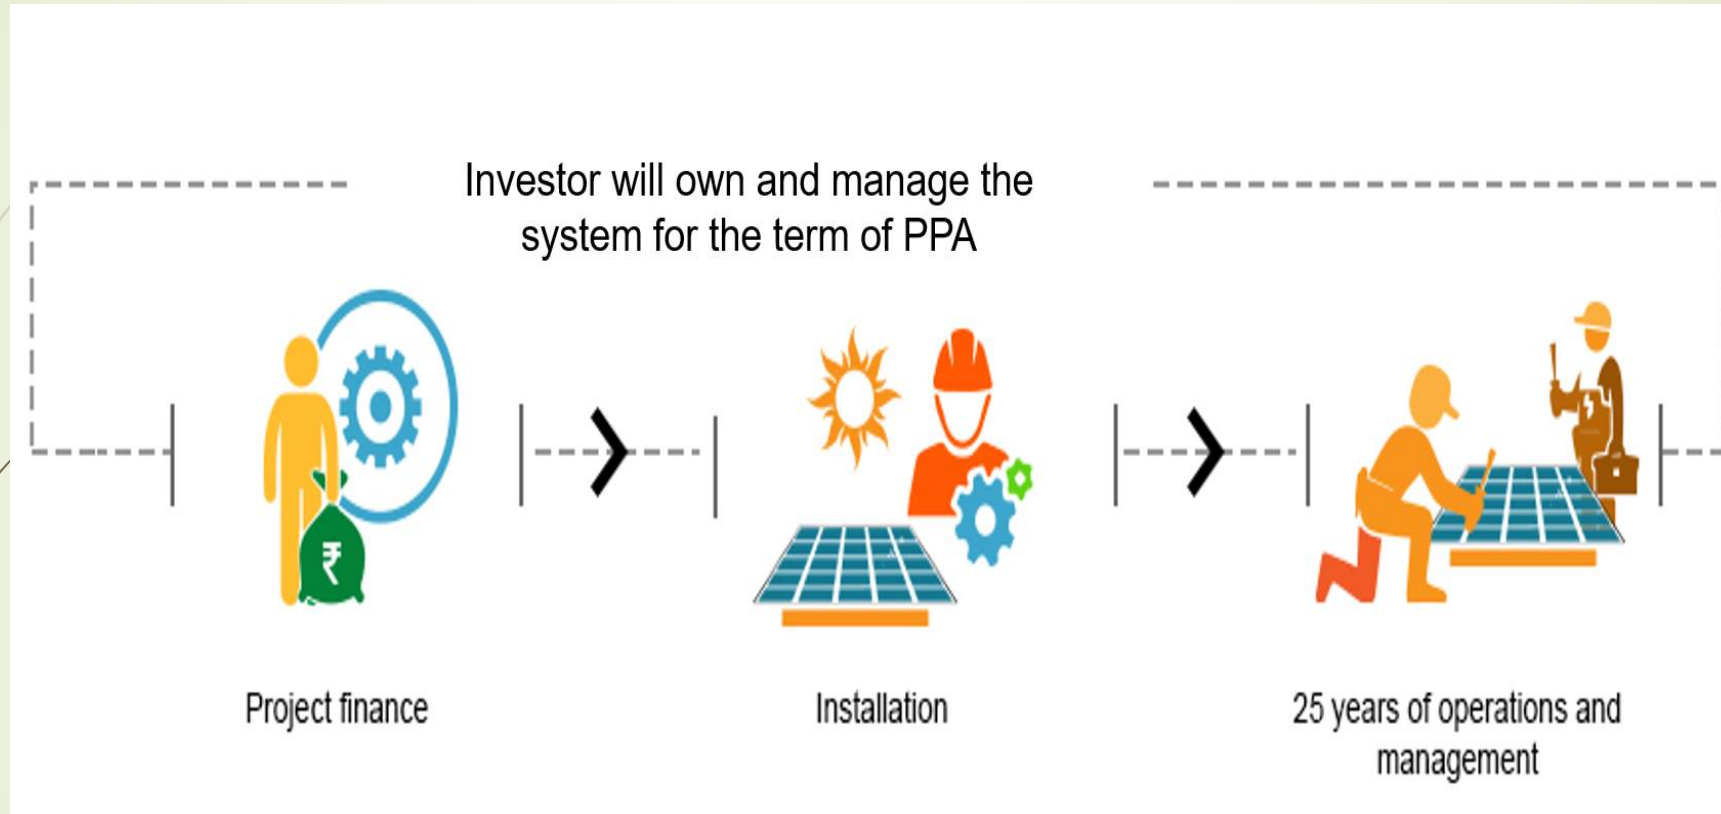 Investor will own and manage the
system for the term of PPA
₹
Project finance
Installation
25 years of operations and
management